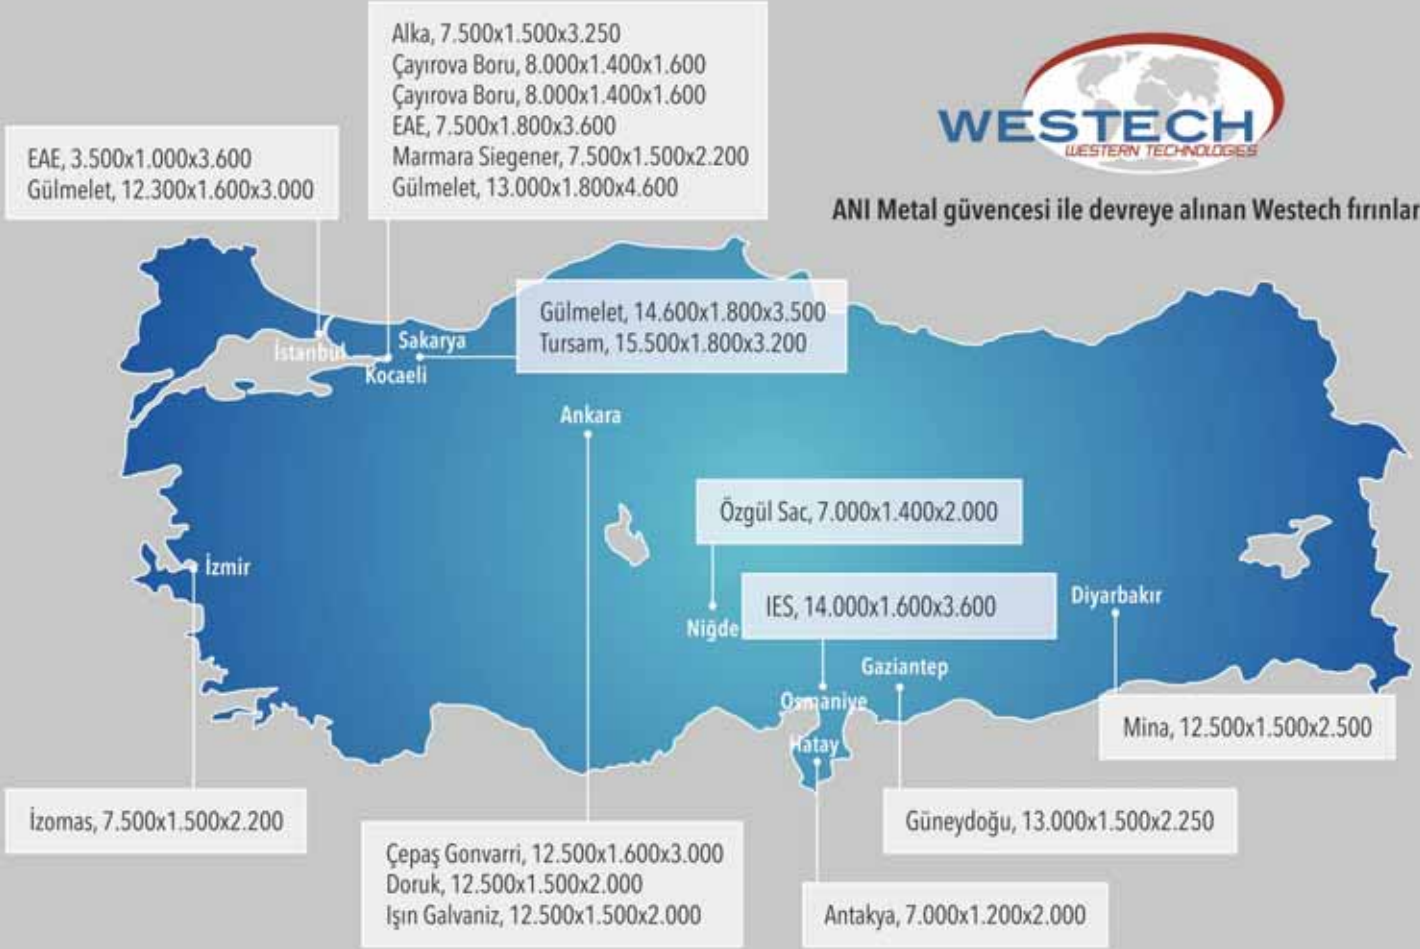 Alka, 7.500x1.500x3.250
Çayırova Boru, 8.000x1.400x1.600
Çayırova Boru, 8.000x1.400x1.600
EAE, 7.500x1.800x3.600
Marmara Siegener, 7.500x1.500x2.200
Gülmelet, 13.000x1.800x4.600
WESTECH
WESTERN TECHNOLOGIES
EAE, 3.500x1.000x3.600
Gülmelet, 12.300x1.600x3.000
ANI Metal güvencesi ile devreye alınan Westech fırınlar
Gülmelet, 14.600x1.800x3.500
Tursam, 15.500x1.800x3.200
İstanbul
Sakarya
Kocaeli
Ankara
Özgül Sac, 7.000x1.400x2.000
İzmir
Niğde
IES, 14.000x1.600x3.600
Diyarbakır
Gaziantep
Osmaniye
Hatay
Mina, 12.500x1.500x2.500
İzomas, 7.500x1.500x2.200
Güneydoğu, 13.000x1.500x2.250
Çepaş Gonvarri, 12.500x1.600x3.000
Doruk, 12.500x1.500x2.000
Işın Galvaniz, 12.500x1.500x2.000
Antakya, 7.000x1.200x2.000